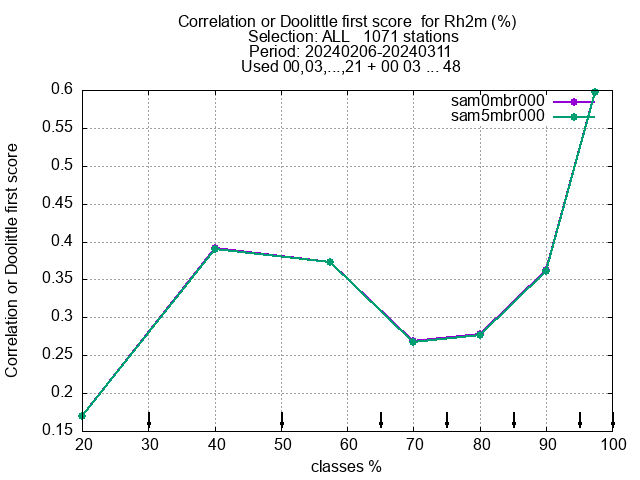 Correlation or Doolittle first score  for Rh2m (%)
Selection: ALL   1071 stations
Period: 20240206-20240311
Used 00,03,...,21 + 00 03 ... 48
sam0mbr000
sam5mbr000
Correlation or Doolittle first score
0.6
0.55
0.5
0.45
0.4
0.35
0.3
0.25
0.2
0.15
20 30 40 50 60 70 80 90 100
classes %